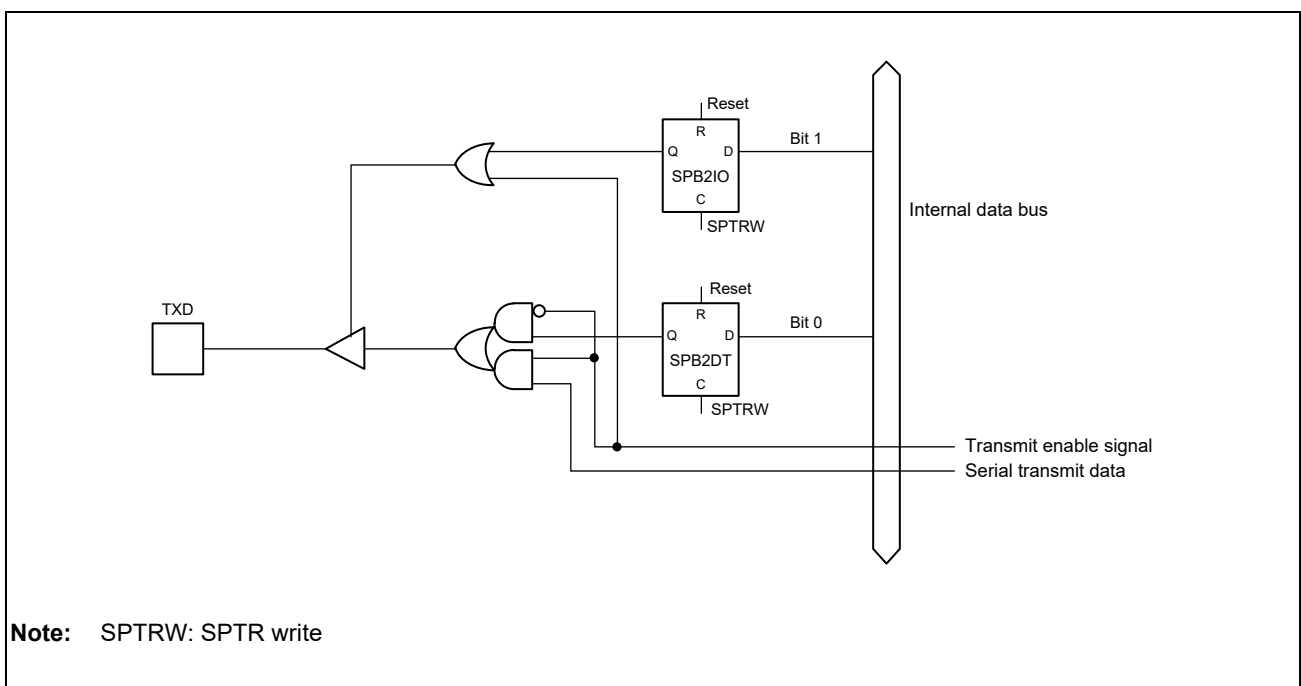 Reset
R
Bit 1
Q
D
SPB2IO
C
Internal data bus
SPTRW
Reset
TXD
R
Bit 0
Q
D
SPB2DT
C
SPTRW
Transmit enable signal
Serial transmit data
Note: SPTRW: SPTR write